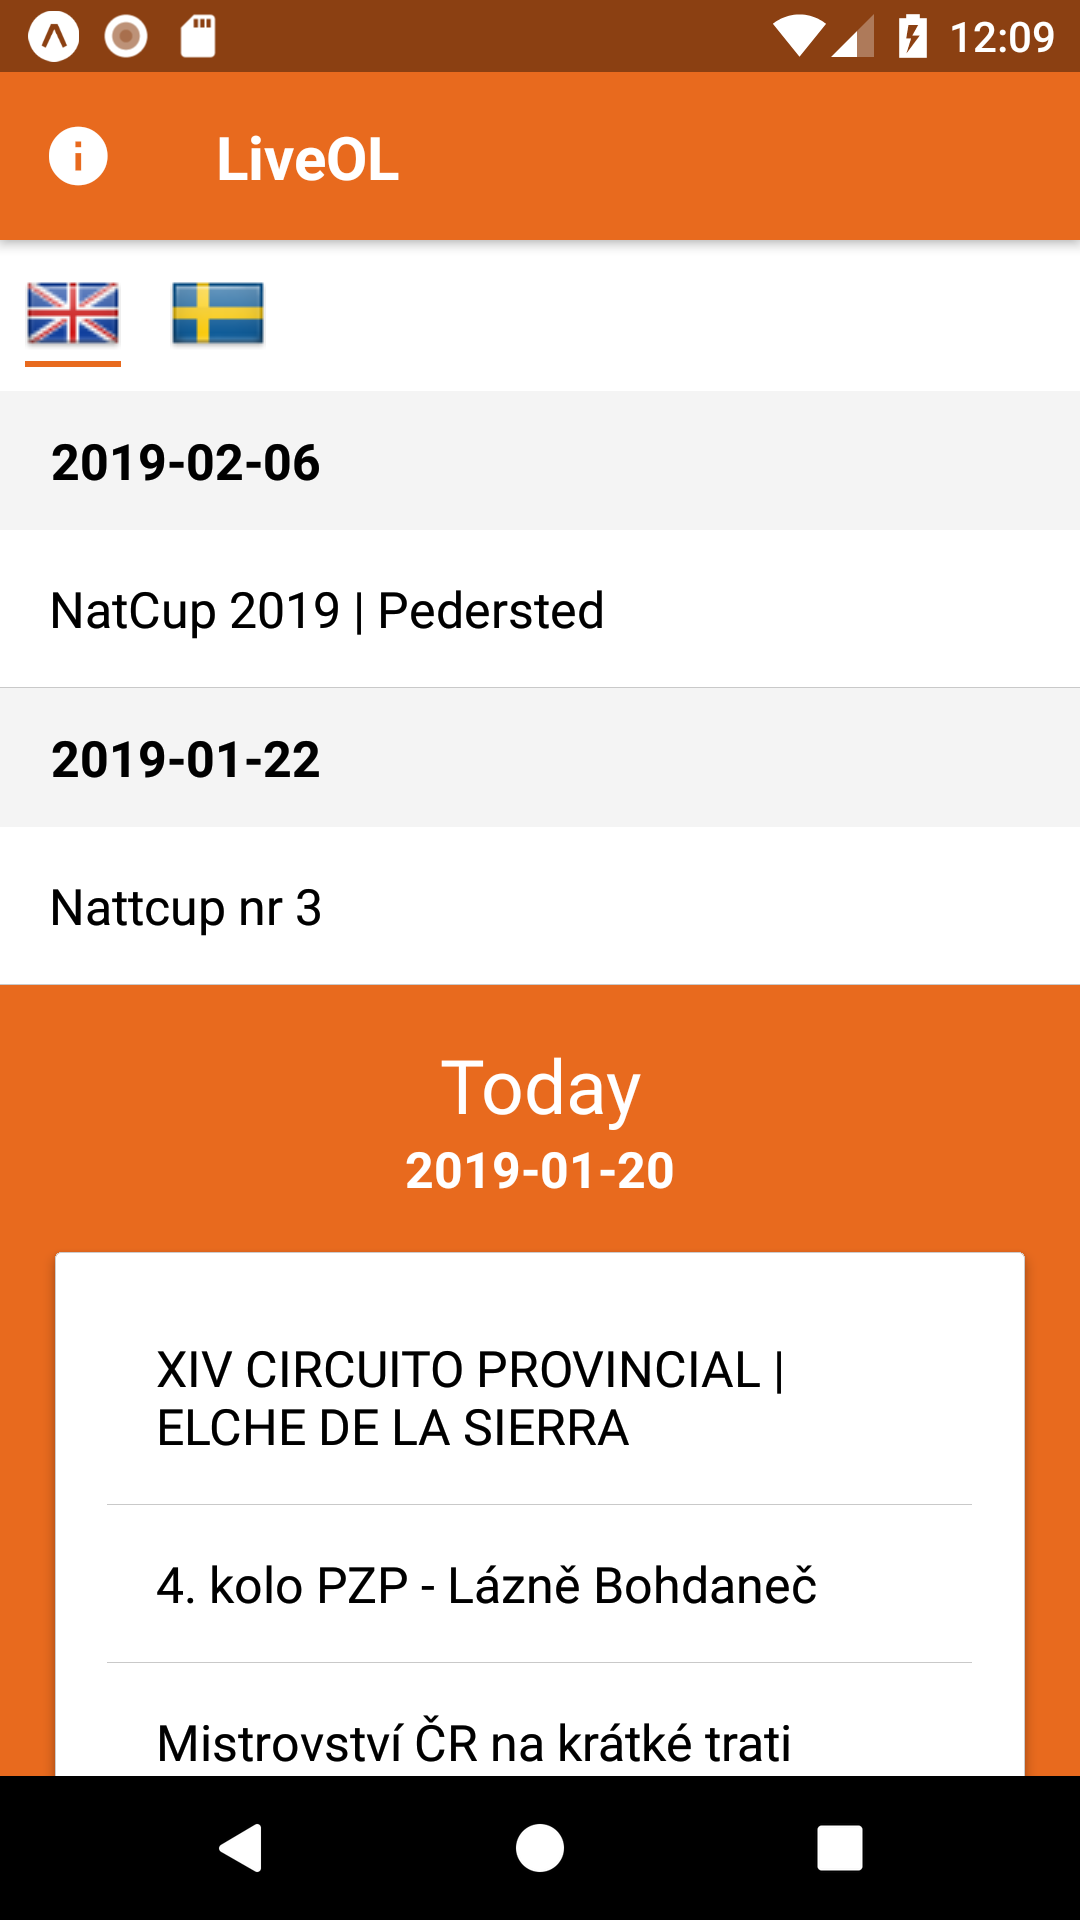 12:09
LiveOL
2019-02-06
NatCup 2019 | Pedersted
2019-01-22
Nattcup nr 3
Today
2019-01-20
XIV CIRCUITO PROVINCIAL |
ELCHE DE LA SIERRA
4. kolo PZP - Lázně Bohdaneč
Mistrovství ČR na krátké trati